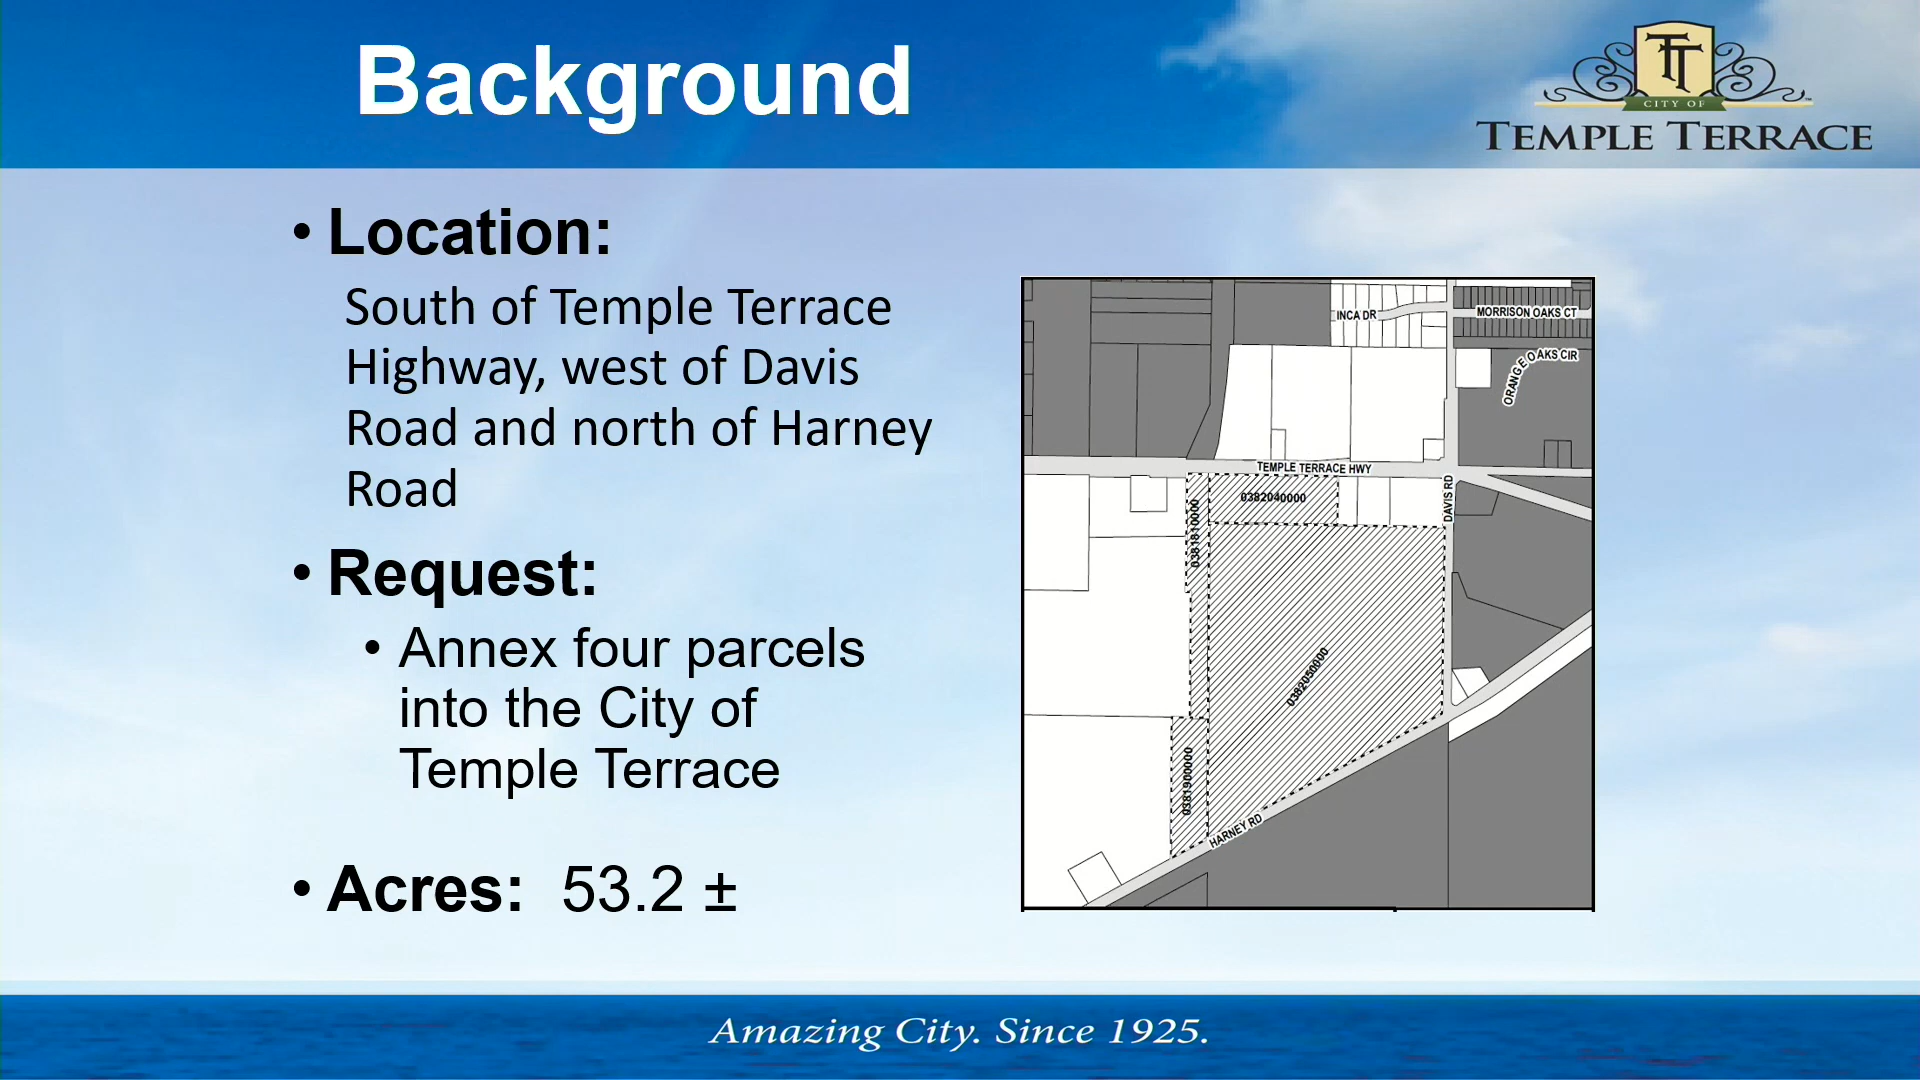 Background
TT
CITY OF
TEMPLE TERRACE
• Location:
South of Temple Terrace
Highway, west of Davis
Road and north of Harney
Road
• Request:
• Annex four parcels
into the City of
Temple Terrace
• Acres: 53.2 ±
INCA DR
MORRISON OAKS CT
ORANGE OAKS CIR
TEMPLE TERRACE HWY
0382040000
DAVIS RD
0381810000
0382050000
0381900000
HARNEY RD
Amazing City. Since 1925.